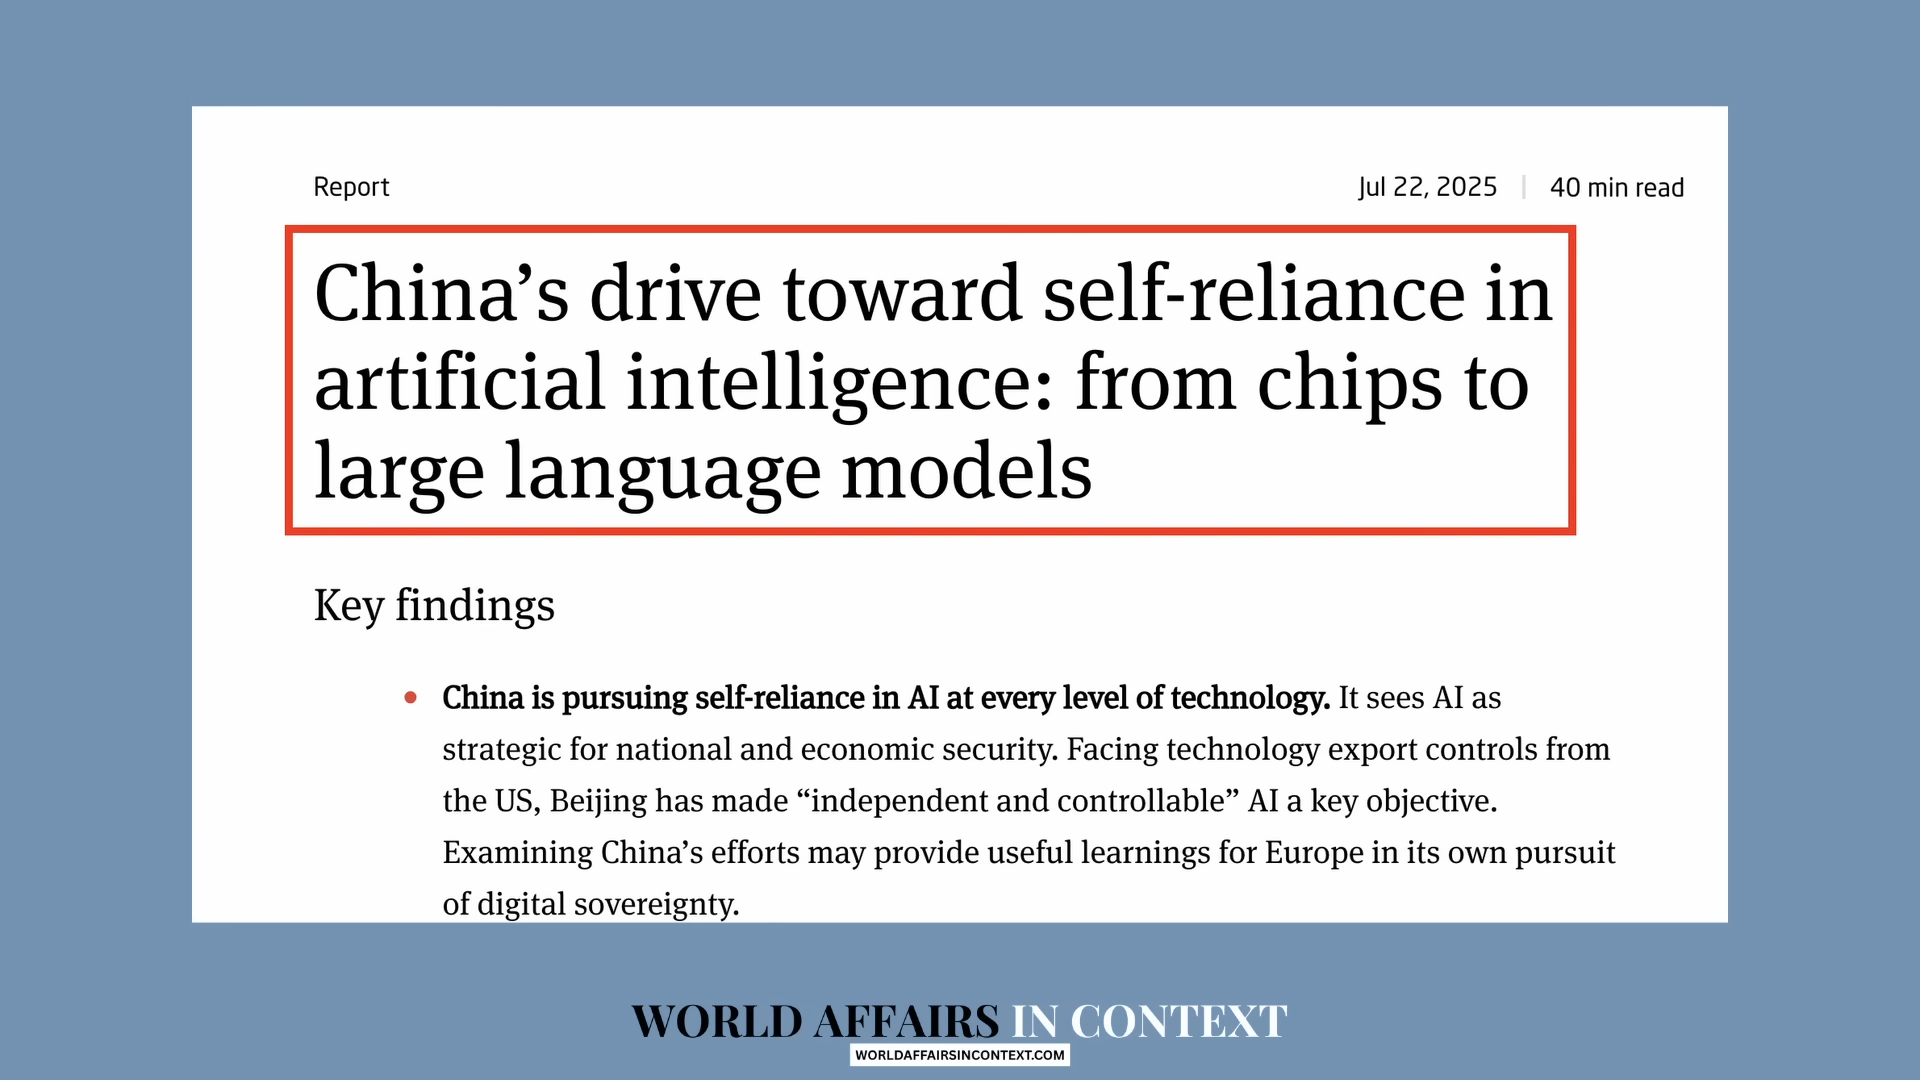 Report
Jul 22, 2025 | 40 min read
China’s drive toward self-reliance in
artificial intelligence: from chips to
large language models
Key findings
• China is pursuing self-reliance in AI at every level of technology. It sees AI as
strategic for national and economic security. Facing technology export controls from
the US, Beijing has made “independent and controllable” AI a key objective.
Examining China’s efforts may provide useful learnings for Europe in its own pursuit
of digital sovereignty.
WORLD AFFAIRS IN CONTEXT
WORLDAFFAIRSINCONTEXT.COM